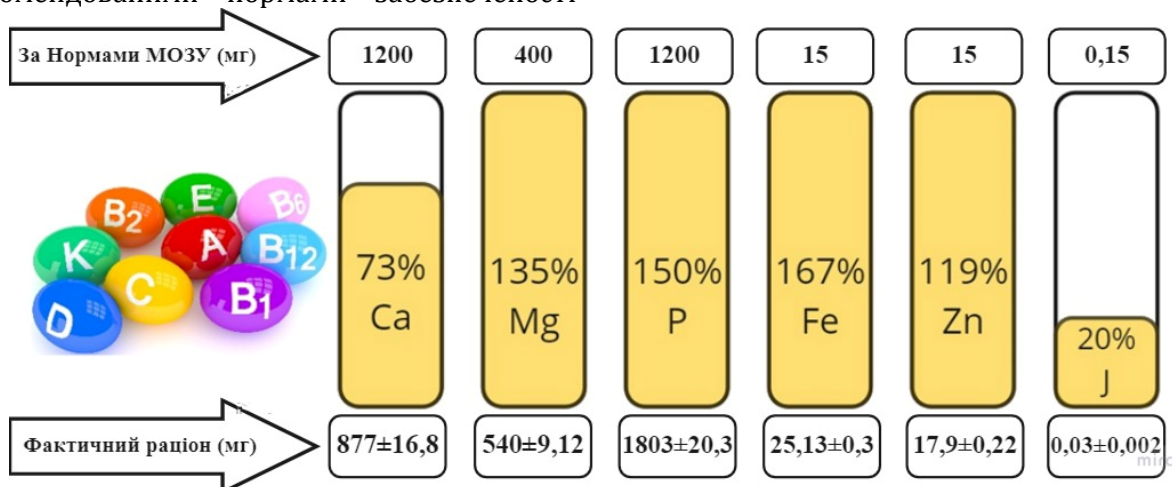 нормами забезпеченості
За Нормами МОЗУ (мг)
1200
400
1200
15
15
0,15
E
B6
B2
A
B12
K
C
B1
D
73%
Ca
135%
Mg
150%
P
167%
Fe
119%
Zn
20%
J
Фактичний раціон (мг)
877±16,8
540±9,12
1803±20,3
25,13±0,3
17,9±0,22
0,03±0,002